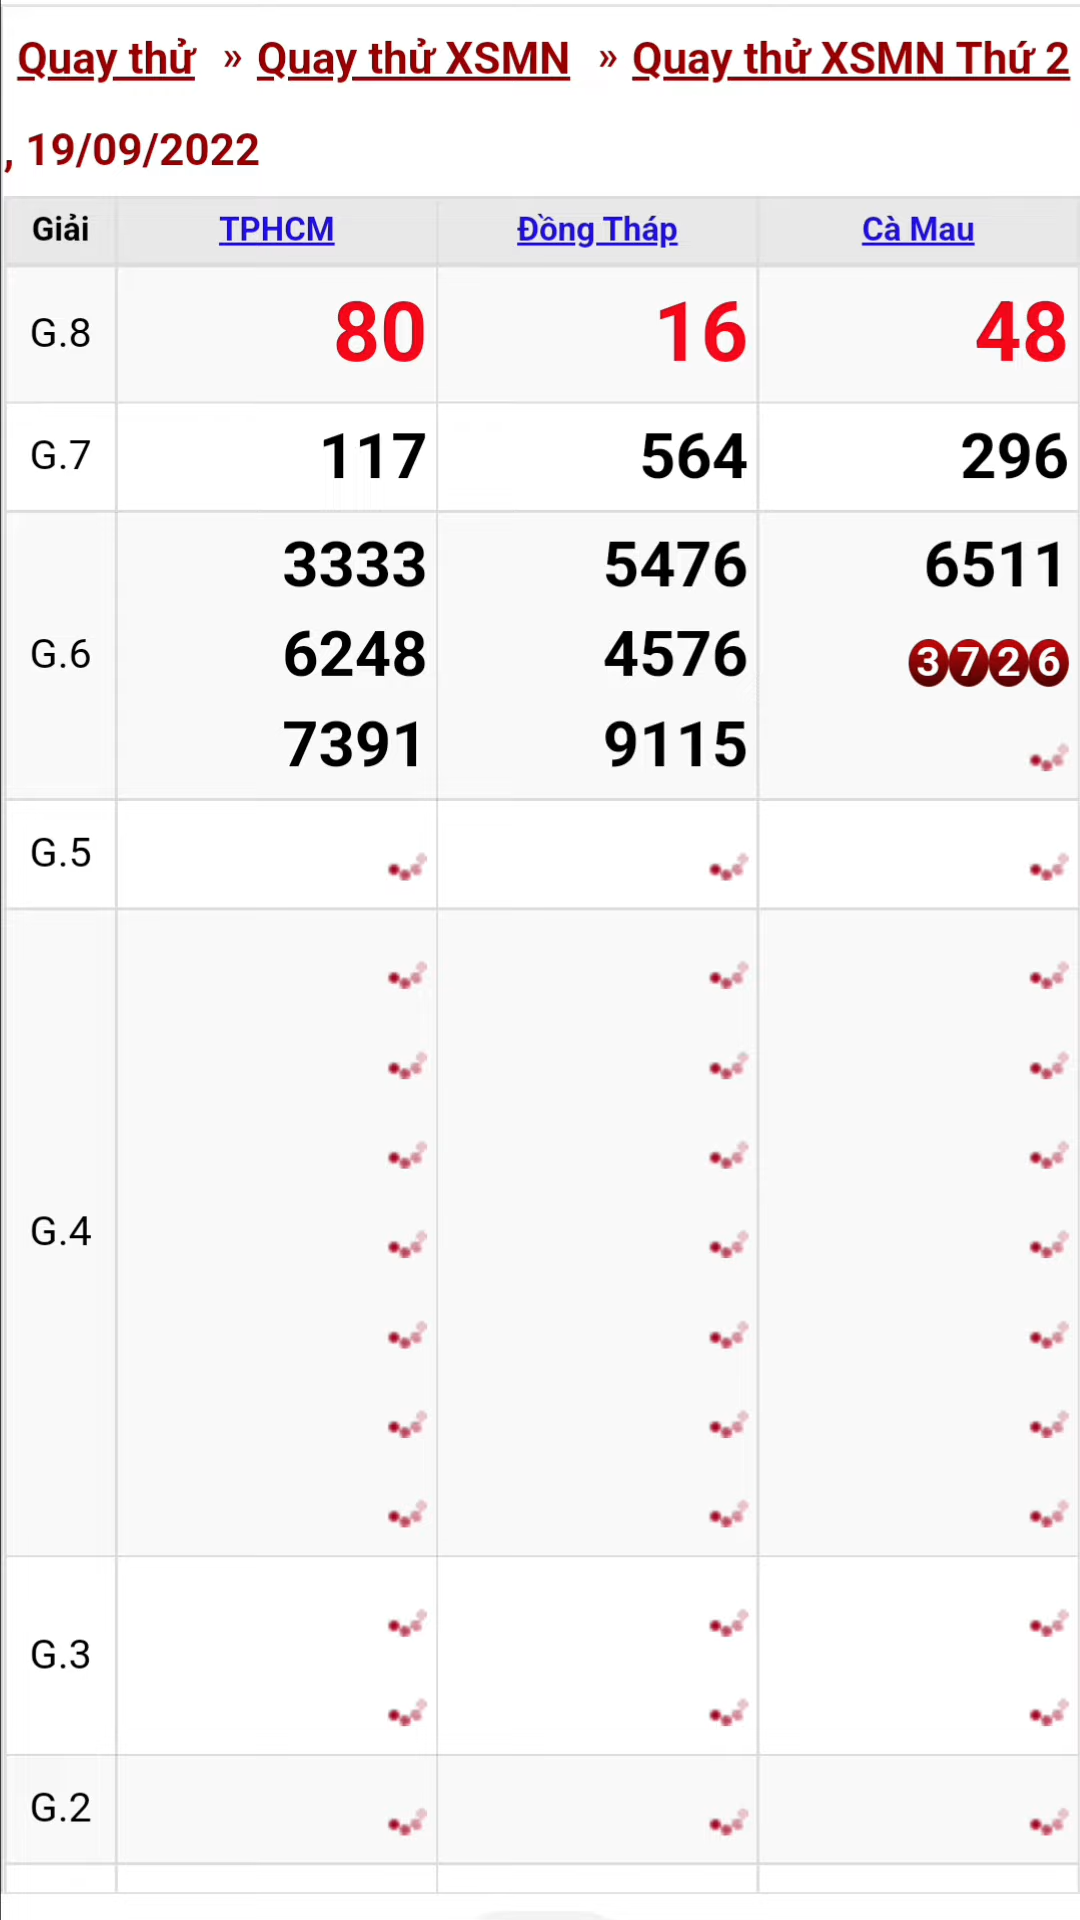 Quay thử » Quay thử XSMN » Quay thử XSMN Thứ 2
, 19/09/2022
Giải TPHCM Đồng Tháp Cà Mau
G.8 80 16 48
G.7 117 564 296
3333 5476 6511
G.6 6248 4576 3726
7391 9115
G.5
G.4
G.3
G.2